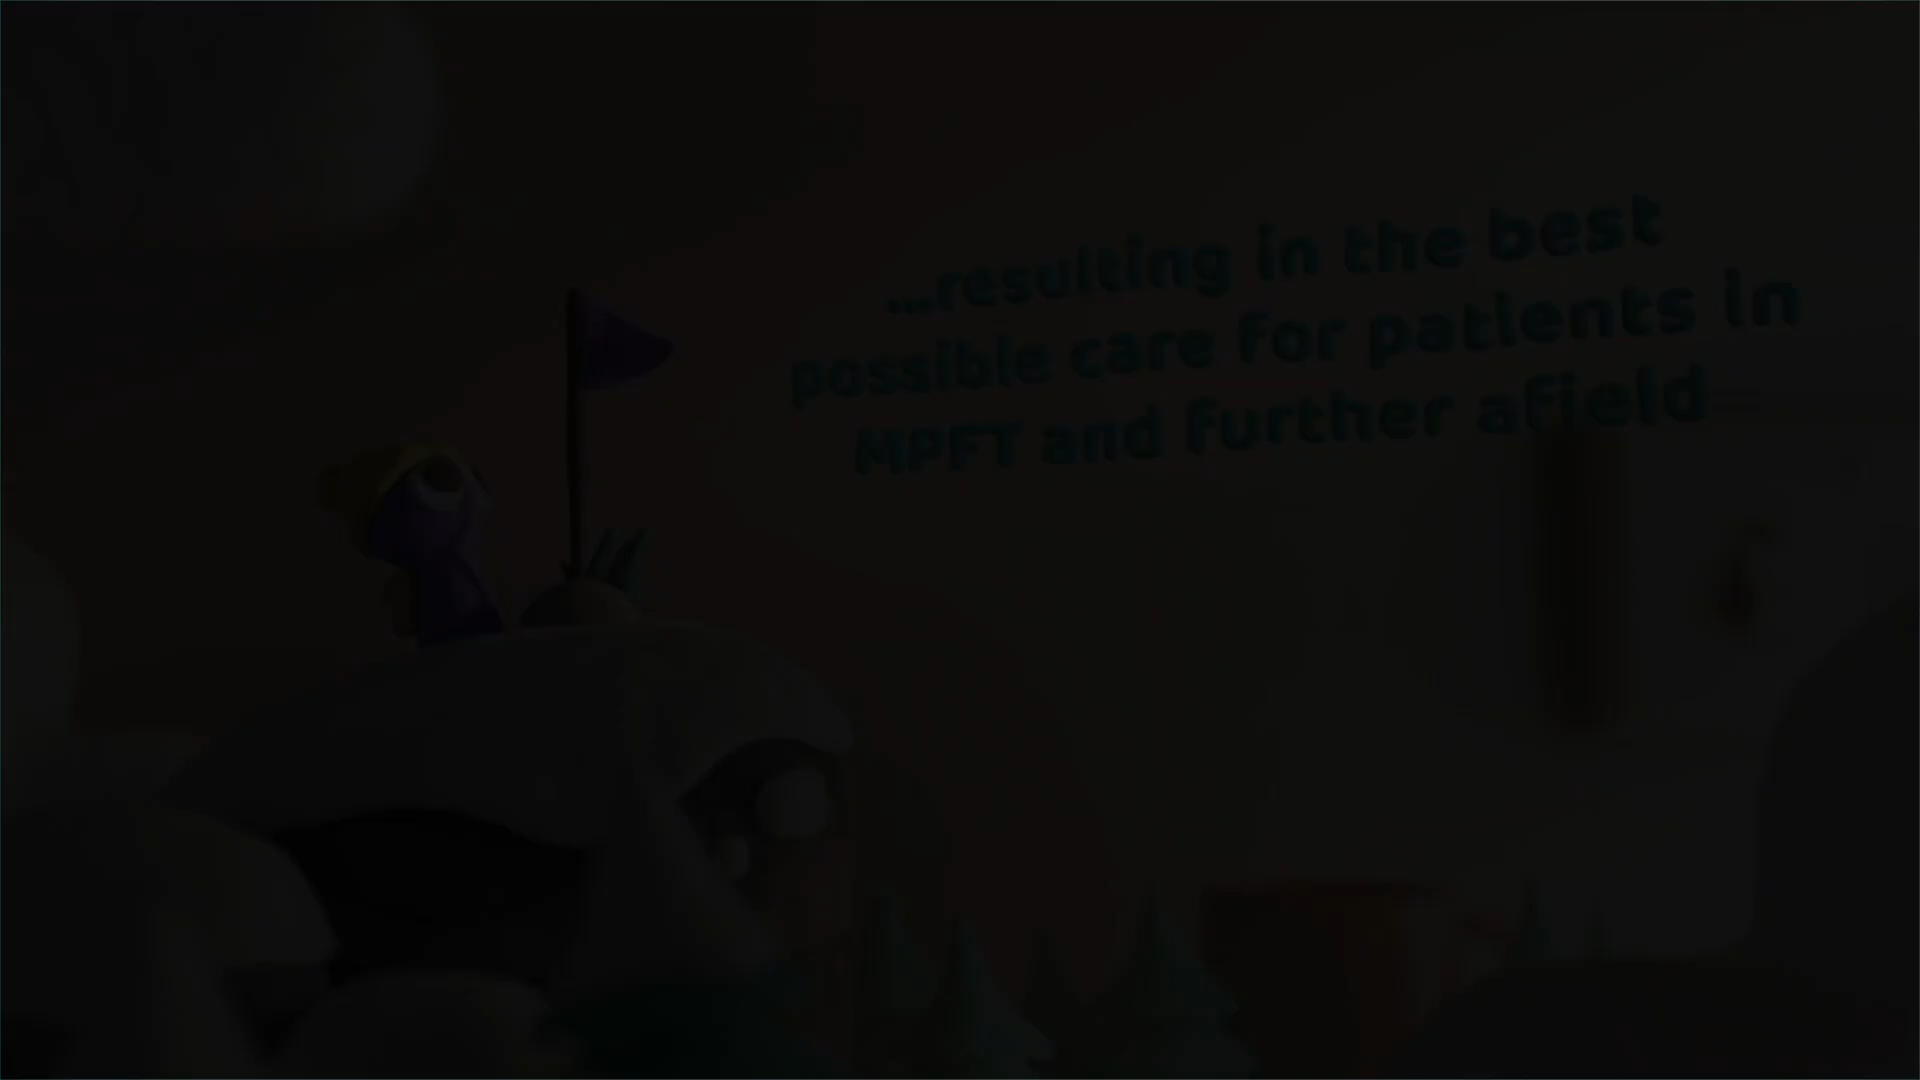 ...resulting in the best
possible care for patients in
MPFT and further afield